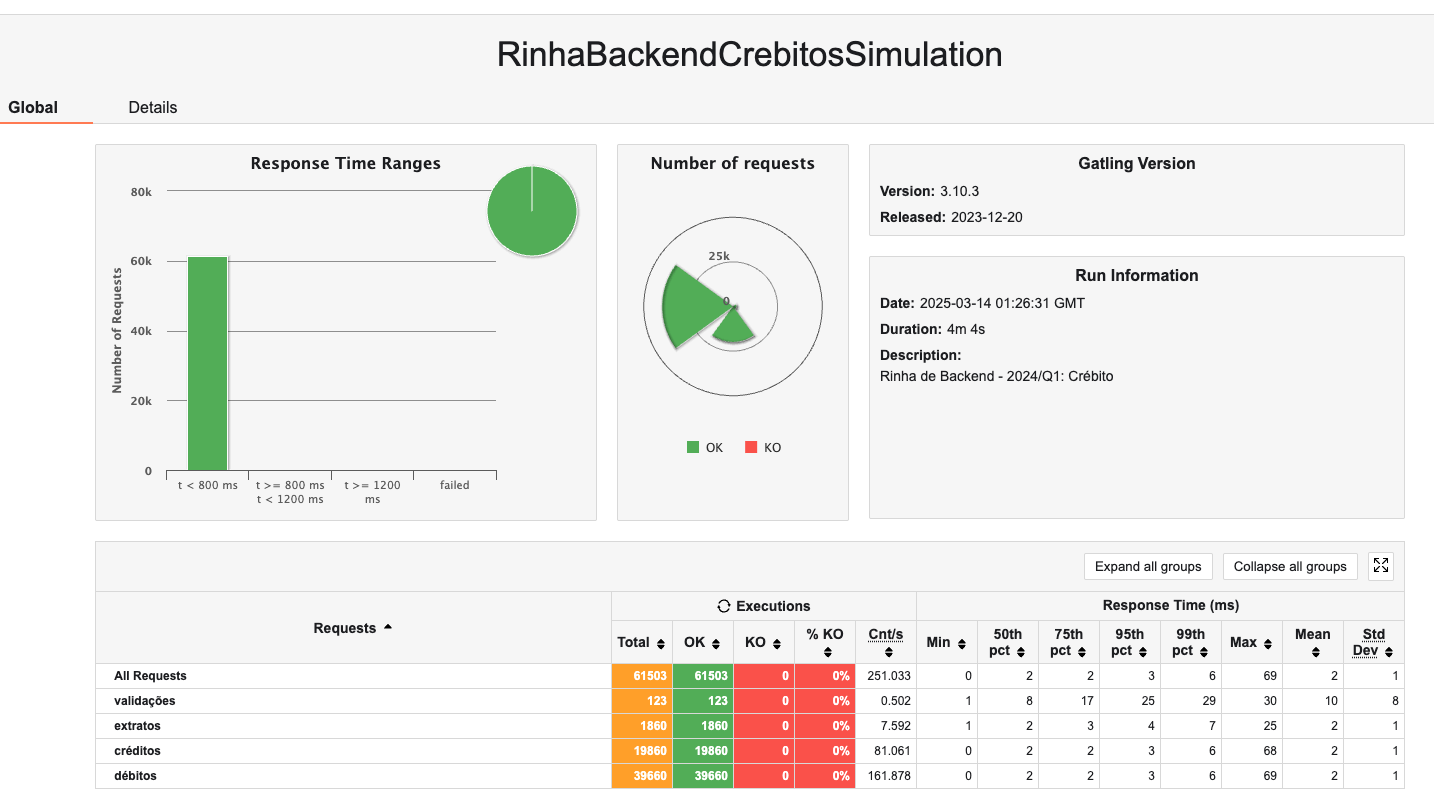 RinhaBackendCrebitosSimulation
Global Details
Response Time Ranges
80k
60k
40k
20k
0
Number of Requests
t < 800 ms
t >= 800 ms
t < 1200 ms
t >= 1200
ms
failed
Number of requests
25k
0
OK KO
Gatling Version
Version: 3.10.3
Released: 2023-12-20
Run Information
Date: 2025-03-14 01:26:31 GMT
Duration: 4m 4s
Description:
Rinha de Backend - 2024/Q1: Crébito
Expand all groups Collapse all groups
Requests Executions Response Time (ms)
Total OK KO % KO Cnt/s Min 50th pct 75th pct 95th pct 99th pct Max Mean Std Dev
All Requests 61503 61503 0 0% 251.033 0 2 2 3 6 69 2 1
validações 123 123 0 0% 0.502 1 8 17 25 29 30 10 8
extratos 1860 1860 0 0% 7.592 1 2 3 4 7 25 2 1
créditos 19860 19860 0 0% 81.061 0 2 2 3 6 68 2 1
débitos 39660 39660 0 0% 161.878 0 2 2 3 6 69 2 1